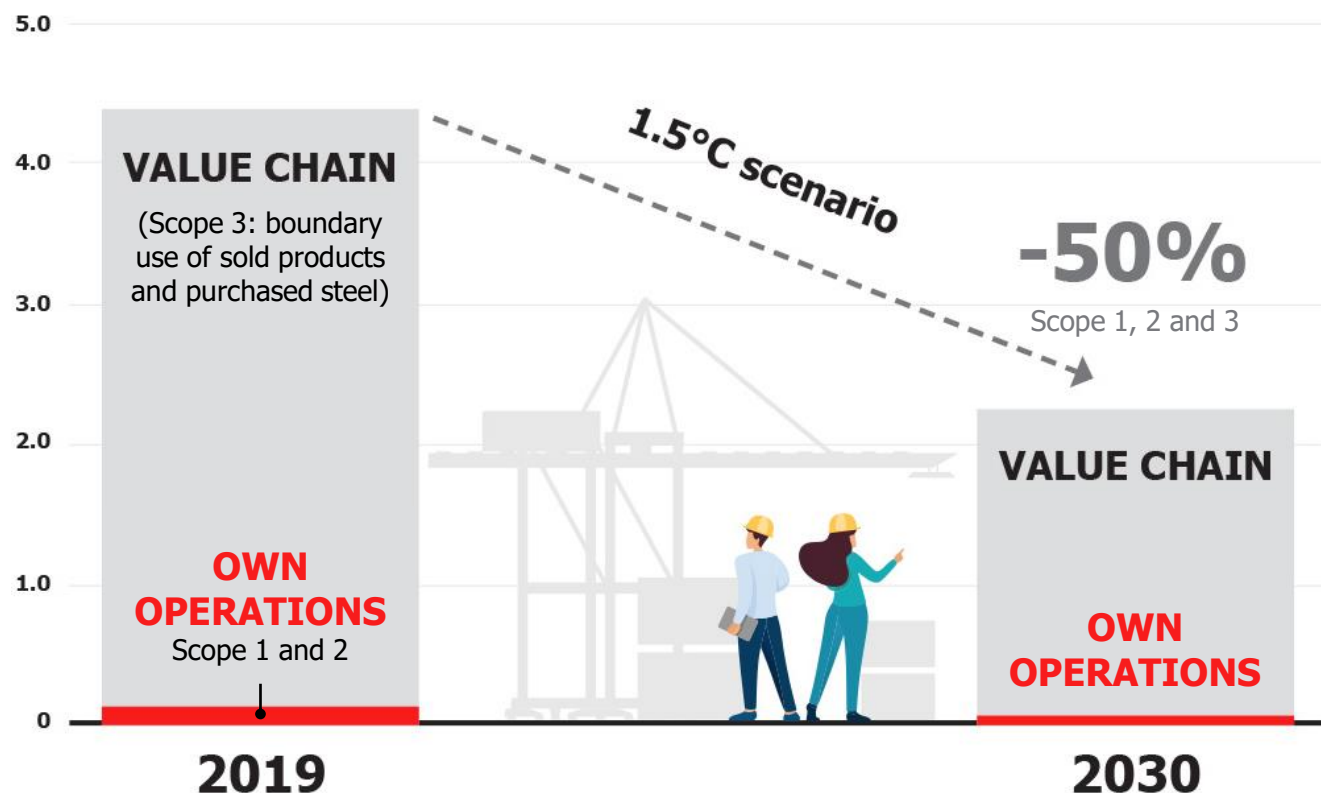 5.0
4.0
3.0
2.0
1.0
0
VALUE CHAIN
(Scope 3: boundary
use of sold products
and purchased steel)
OWN
OPERATIONS
Scope 1 and 2
2019
1.5°C scenario
-50%
Scope 1, 2 and 3
VALUE CHAIN
OWN
OPERATIONS
2030